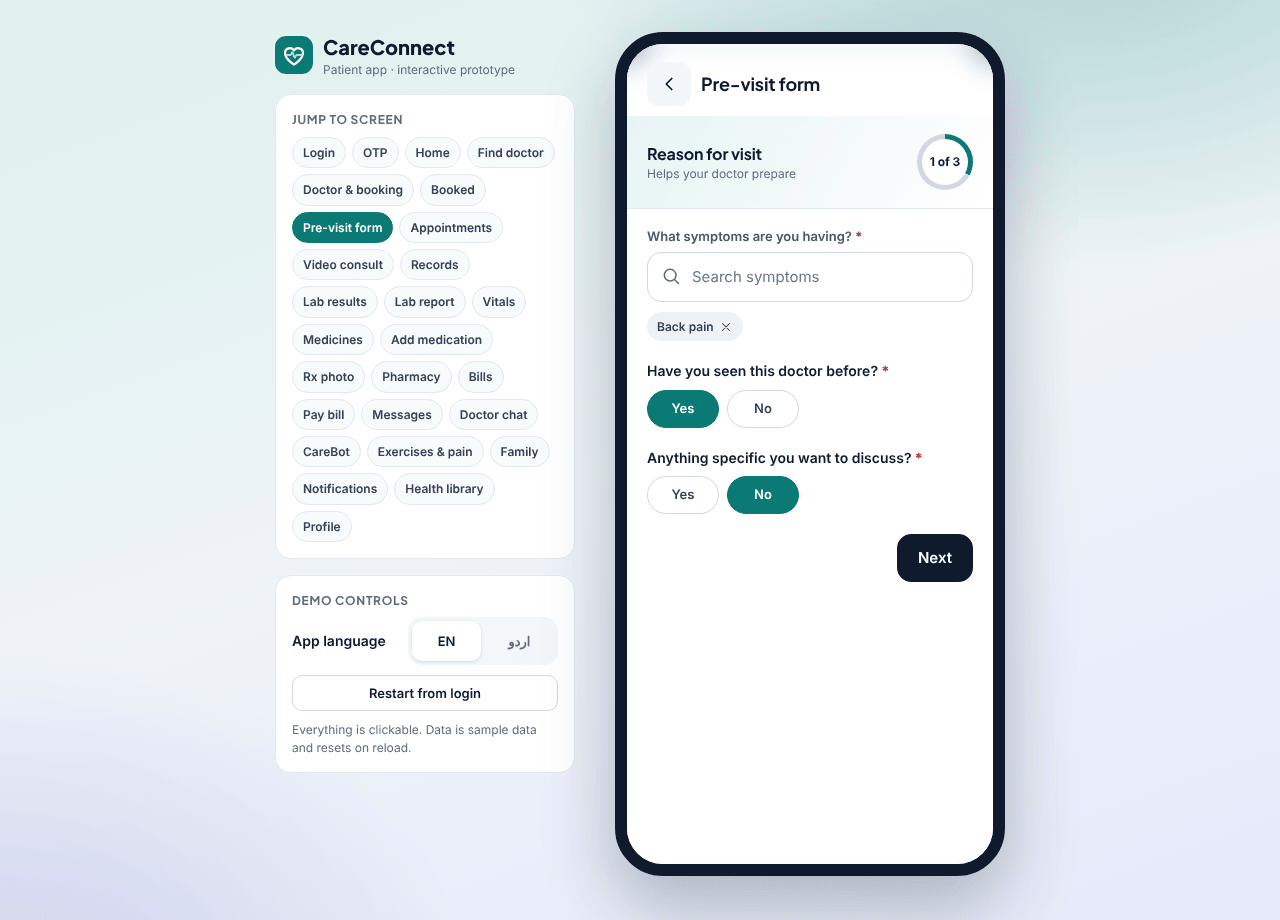 CareConnect
Patient app · interactive prototype
JUMP TO SCREEN
Login
OTP
Home
Find doctor
Doctor & booking
Booked
Pre-visit form
Appointments
Video consult
Records
Lab results
Lab report
Vitals
Medicines
Add medication
Rx photo
Pharmacy
Bills
Pay bill
Messages
Doctor chat
CareBot
Exercises & pain
Family
Notifications
Health library
Profile
DEMO CONTROLS
App language
EN
اردو
Restart from login
Everything is clickable. Data is sample data
and resets on reload.
Pre-visit form
Reason for visit
Helps your doctor prepare
1 of 3
What symptoms are you having? *
Search symptoms
Back pain
Have you seen this doctor before? *
Yes
No
Anything specific you want to discuss? *
Yes
No
Next